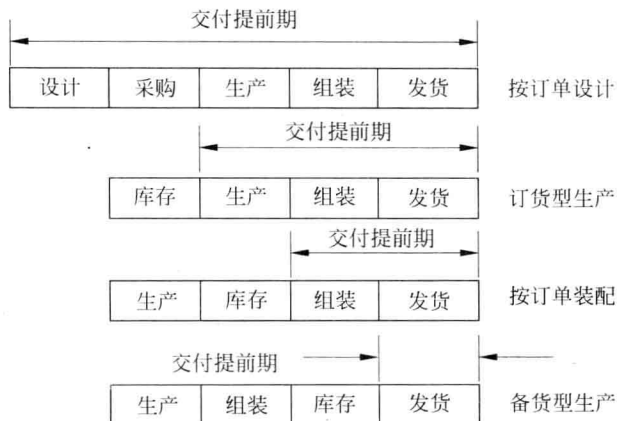 交付提前期
设计 采购 生产 组装 发货 按订单设计
交付提前期
库存 生产 组装 发货 订货型生产
交付提前期
生产 库存 组装 发货 按订单装配
交付提前期
生产 组装 库存 发货 备货型生产